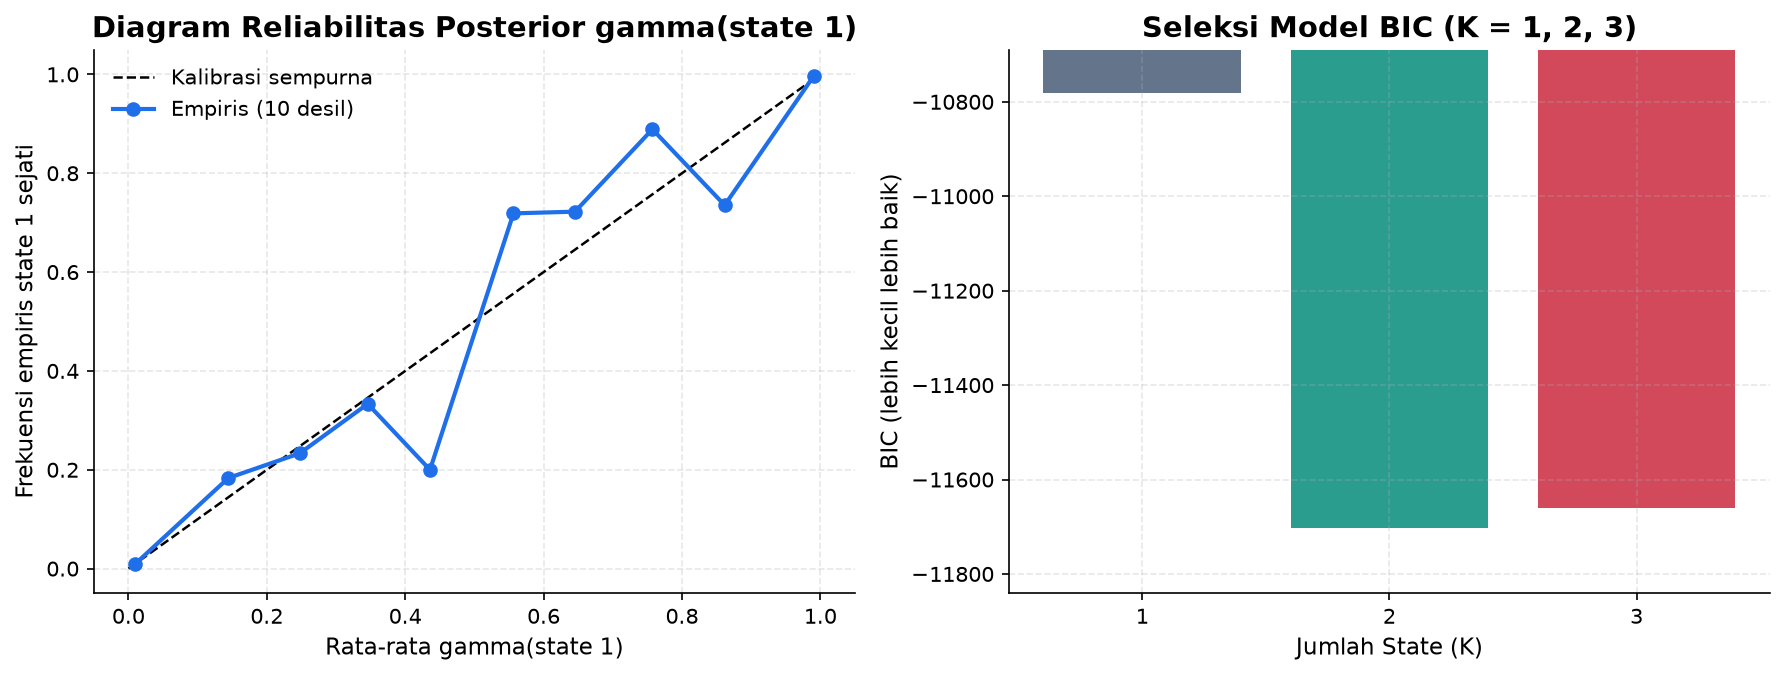 Diagram Reliabilitas Posterior gamma(state 1)
Kalibrasi sempurna
Empiris (10 desil)
Frekuensi empiris state 1 sejati
1.0
0.8
0.6
0.4
0.2
0.0
0.0 0.2 0.4 0.6 0.8 1.0
Rata-rata gamma(state 1)
Seleksi Model BIC (K = 1, 2, 3)
BIC (lebih kecil lebih baik)
−10800
−11000
−11200
−11400
−11600
−11800
1 2 3
Jumlah State (K)